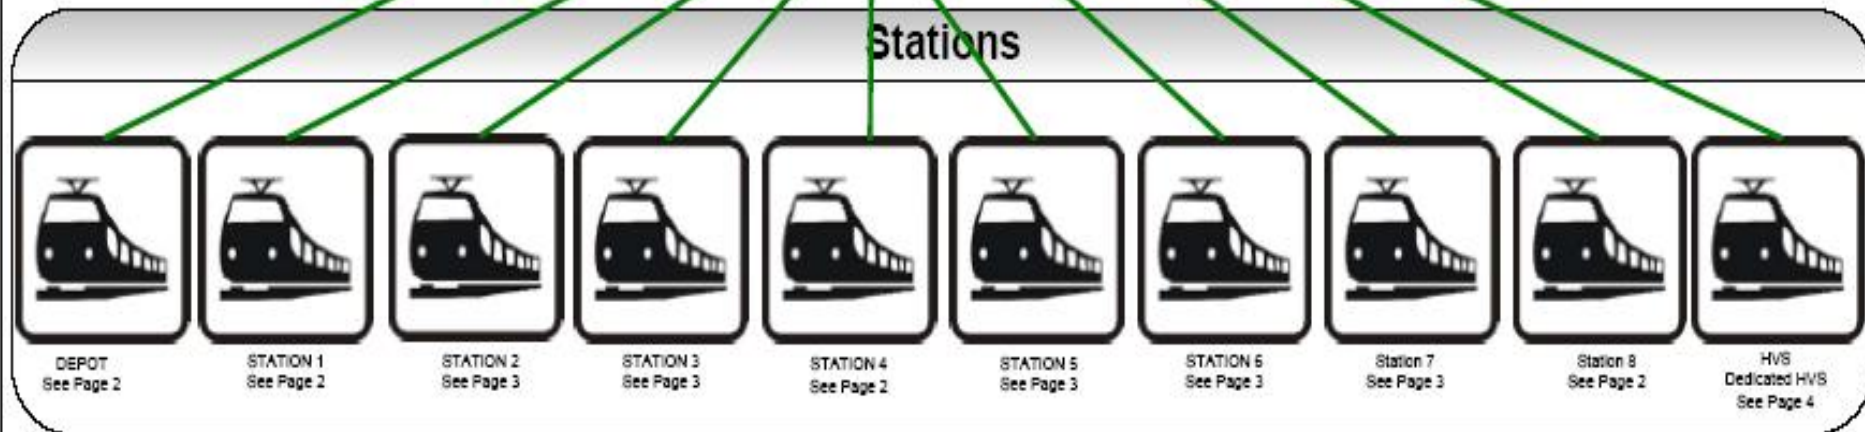 Stations
DEPOT
See Page 2
STATION 1
See Page 2
STATION 2
See Page 3
STATION 3
See Page 3
STATION 4
See Page 2
STATION 5
See Page 3
STATION 6
See Page 3
Station 7
See Page 3
Station 8
See Page 2
HVS
Dedicated HVS
See Page 4